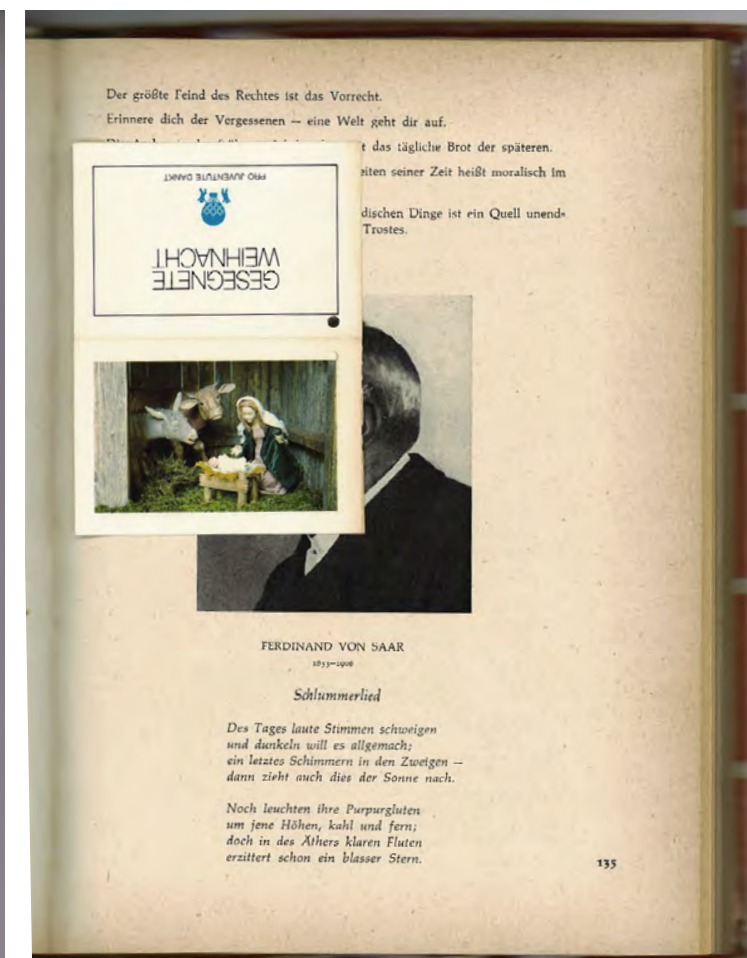 Der größte Feind des Rechtes ist das Vorrecht.
Erinnere dich der Vergessenen — eine Welt geht dir auf.
t das tägliche Brot der späteren.
eiten seiner Zeit heißt moralisch im
dischen Dinge ist ein Quell unend-
Trostes.
PRO JUVENTUTE DANKT
GESEGNETE
WEIHNACHT
FERDINAND VON SAAR
1833–1906
Schlummerlied
Des Tages laute Stimmen schweigen
und dunkeln will es allgemach;
ein letztes Schimmern in den Zweigen —
dann zieht auch dies der Sonne nach.
Noch leuchten ihre Purpurgluten
um jene Höhen, kahl und fern;
doch in des Äthers klaren Fluten
erzittert schon ein blasser Stern.
135